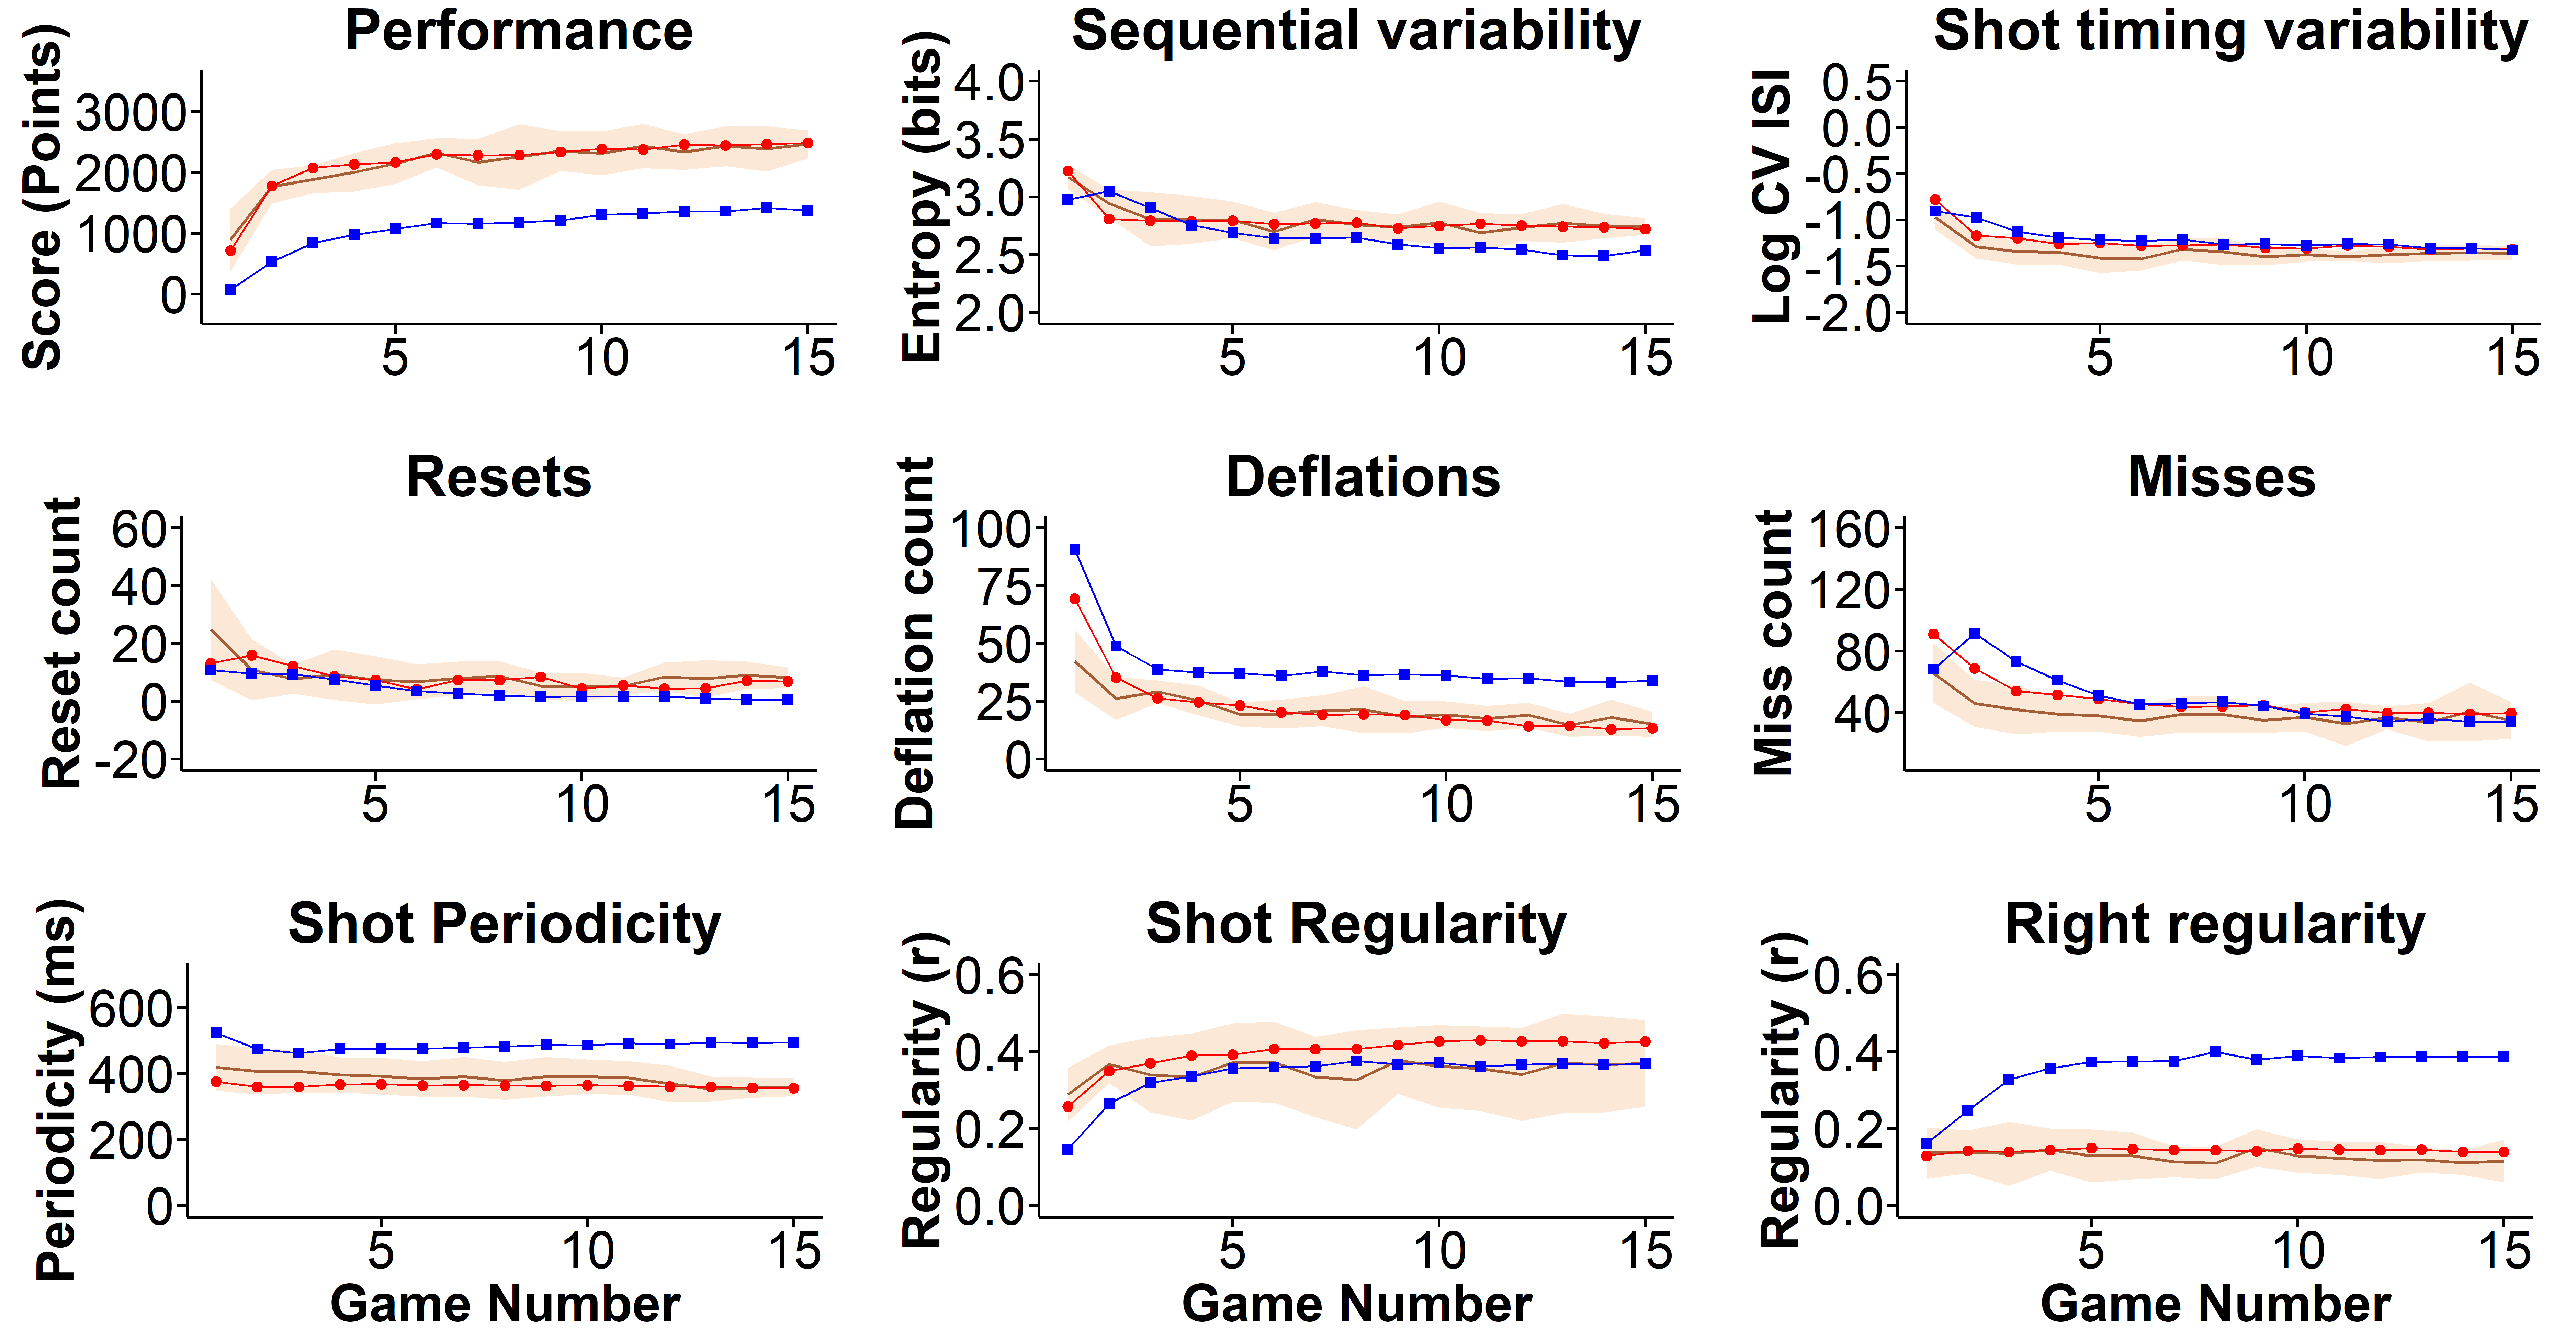 Performance
Score (Points)
3000
2000
1000
0
5 10 15
Sequential variability
Entropy (bits)
4.0
3.5
3.0
2.5
2.0
5 10 15
Shot timing variability
Log CV ISI
0.5
0.0
-0.5
-1.0
-1.5
-2.0
5 10 15
Resets
Reset count
60
40
20
0
-20
5 10 15
Deflations
Deflation count
100
75
50
25
0
5 10 15
Misses
Miss count
160
120
80
40
5 10 15
Shot Periodicity
Periodicity (ms)
600
400
200
0
5 10 15
Game Number
Shot Regularity
Regularity (r)
0.6
0.4
0.2
0.0
5 10 15
Game Number
Right regularity
Regularity (r)
0.6
0.4
0.2
0.0
5 10 15
Game Number